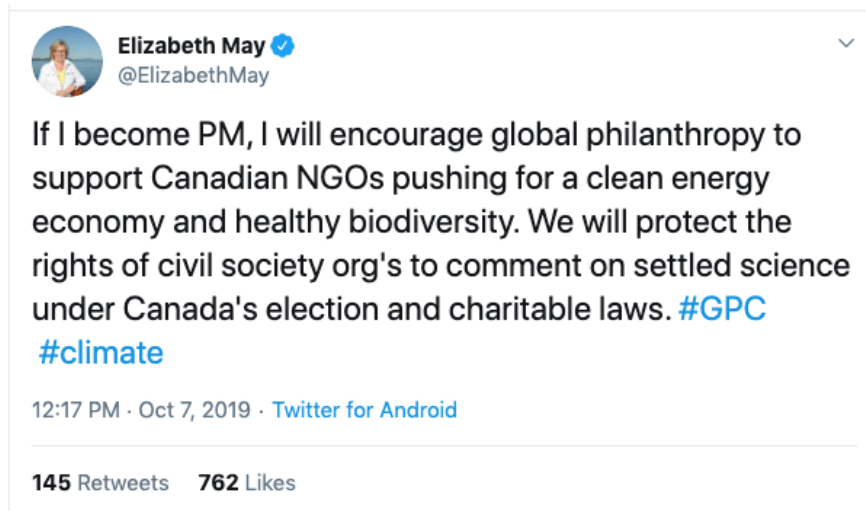 Elizabeth May
@ElizabethMay
If I become PM, I will encourage global philanthropy to
support Canadian NGOs pushing for a clean energy
economy and healthy biodiversity. We will protect the
rights of civil society org's to comment on settled science
under Canada's election and charitable laws. #GPC
#climate
12:17 PM · Oct 7, 2019 · Twitter for Android
145 Retweets 762 Likes